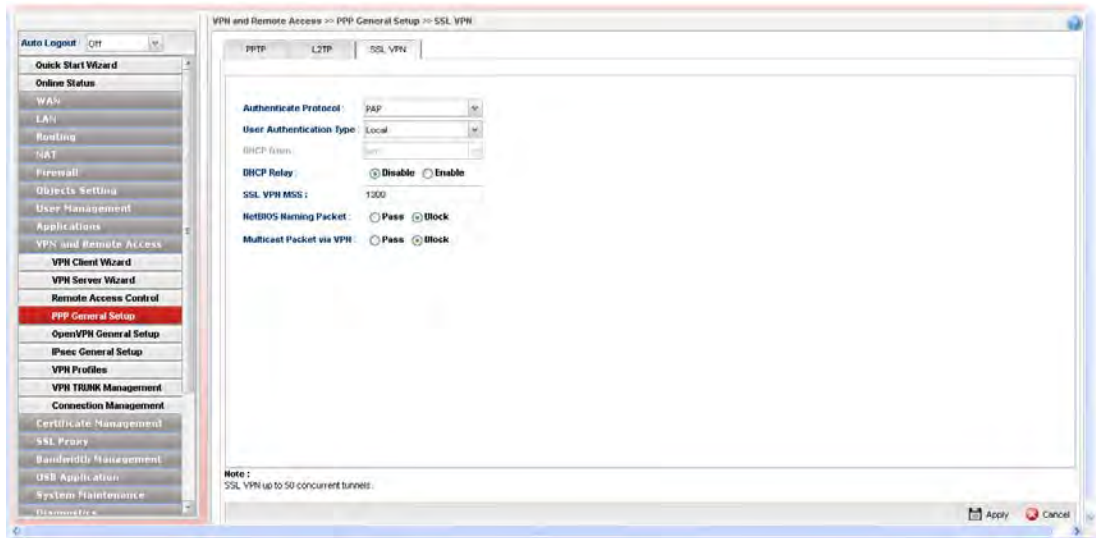 VPN and Remote Access >> PPP General Setup >> SSL VPN
Auto Logout : Off
Quick Start Wizard
Online Status
WAN
LAN
Routing
NAT
Firewall
Objects Setting
User Management
Applications
VPN and Remote Access
VPN Client Wizard
VPN Server Wizard
Remote Access Control
PPP General Setup
OpenVPN General Setup
IPsec General Setup
VPN Profiles
VPN TRUNK Management
Connection Management
Certificate Management
SSL Proxy
Bandwidth Management
USB Application
System Maintenance
Diagnostics
PPTP L2TP SSL VPN
Authenticate Protocol : PAP
User Authentication Type : Local
DHCP from
DHCP Relay : Disable Enable
SSL VPN MSS : 1300
NetBIOS Naming Packet : Pass Block
Multicast Packet via VPN : Pass Block
Note :
SSL VPN up to 50 concurrent tunnels.
Apply Cancel